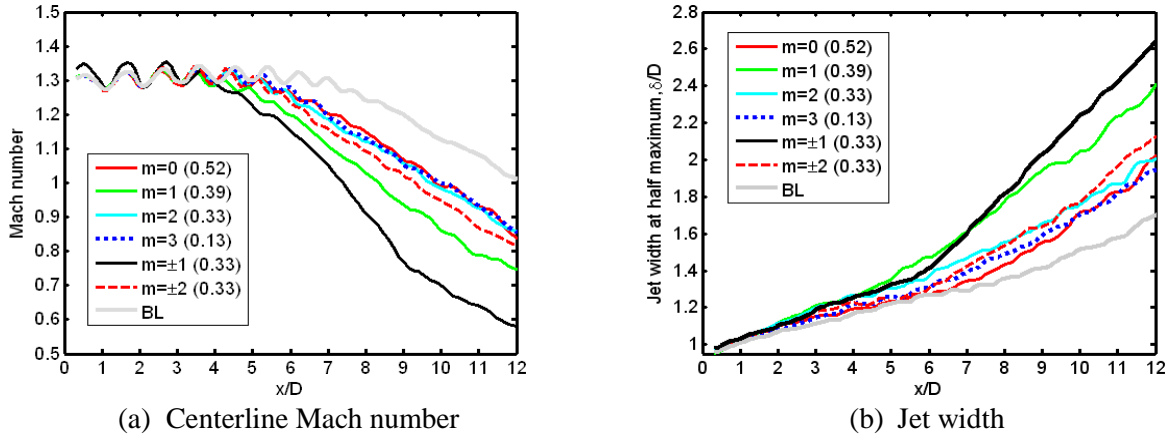 1.5
1.4
1.3
1.2
1.1
1
0.9
0.8
0.7
0.6
0.5
Mach number
m=0 (0.52)
m=1 (0.39)
m=2 (0.33)
m=3 (0.13)
m=±1 (0.33)
m=±2 (0.33)
BL
0 1 2 3 4 5 6 7 8 9 10 11 12
x/D
(a) Centerline Mach number
2.8
2.6
2.4
2.2
2
1.8
1.6
1.4
1.2
1
Jet width at half maximum, δ/D
m=0 (0.52)
m=1 (0.39)
m=2 (0.33)
m=3 (0.13)
m=±1 (0.33)
m=±2 (0.33)
BL
0 1 2 3 4 5 6 7 8 9 10 11 12
x/D
(b) Jet width